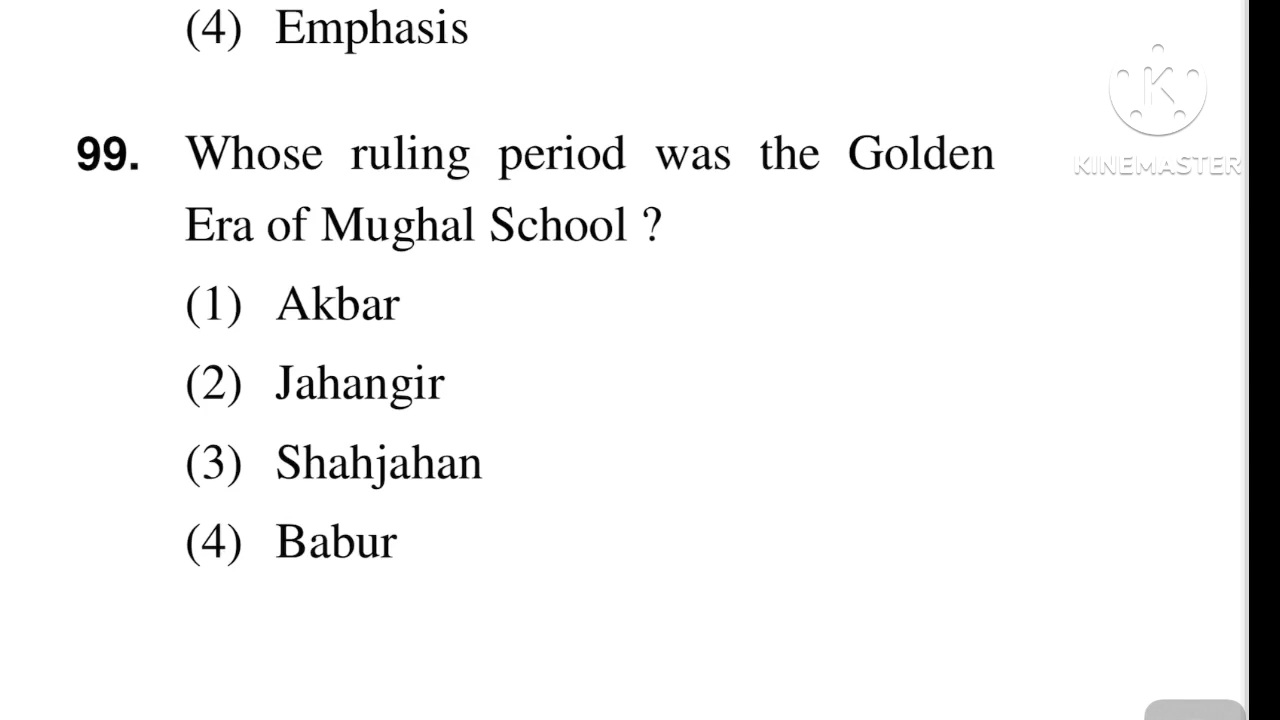 (4) Emphasis
99. Whose ruling period was the Golden
Era of Mughal School ?
(1) Akbar
(2) Jahangir
(3) Shahjahan
(4) Babur
K
KINEMASTER